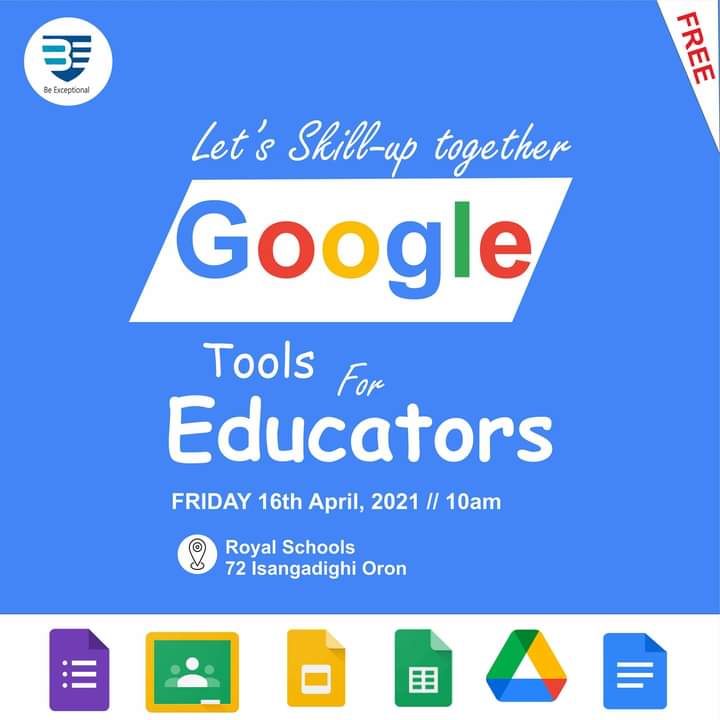 BE
Be Exceptional
FREE
Let's Skill-up together
Google
Tools For
Educators
FRIDAY 16th April, 2021 // 10am
Royal Schools
72 Isangadighi Oron